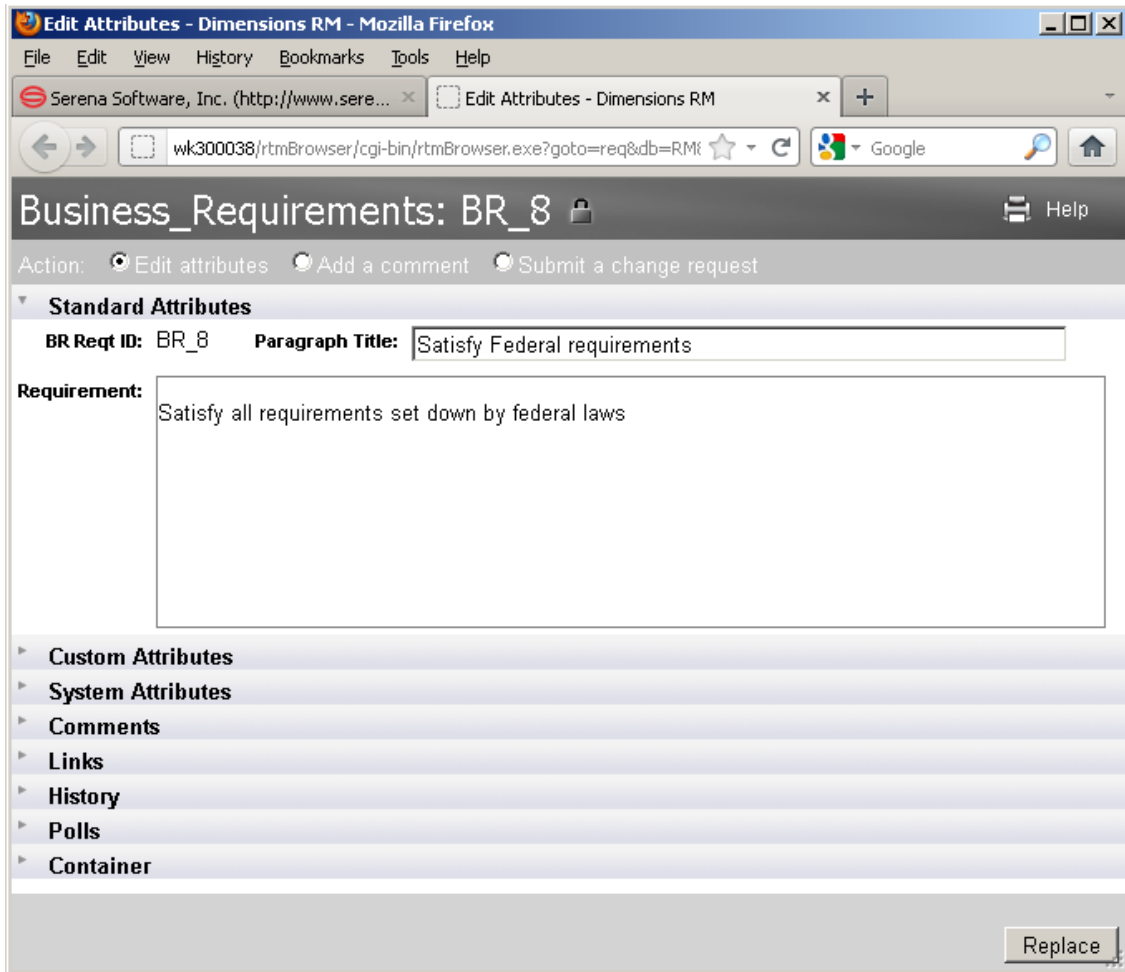 Edit Attributes - Dimensions RM - Mozilla Firefox
File Edit View History Bookmarks Tools Help
Serena Software, Inc. (http://www.sere... Edit Attributes - Dimensions RM
wk300038/rtmBrowser/cgi-bin/rtmBrowser.exe?goto=req&db=RM8 Google
Business_Requirements: BR_8 Help
Action: Edit attributes Add a comment Submit a change request
Standard Attributes
BR Reqt ID: BR_8 Paragraph Title: Satisfy Federal requirements
Requirement:
Satisfy all requirements set down by federal laws
Custom Attributes
System Attributes
Comments
Links
History
Polls
Container
Replace